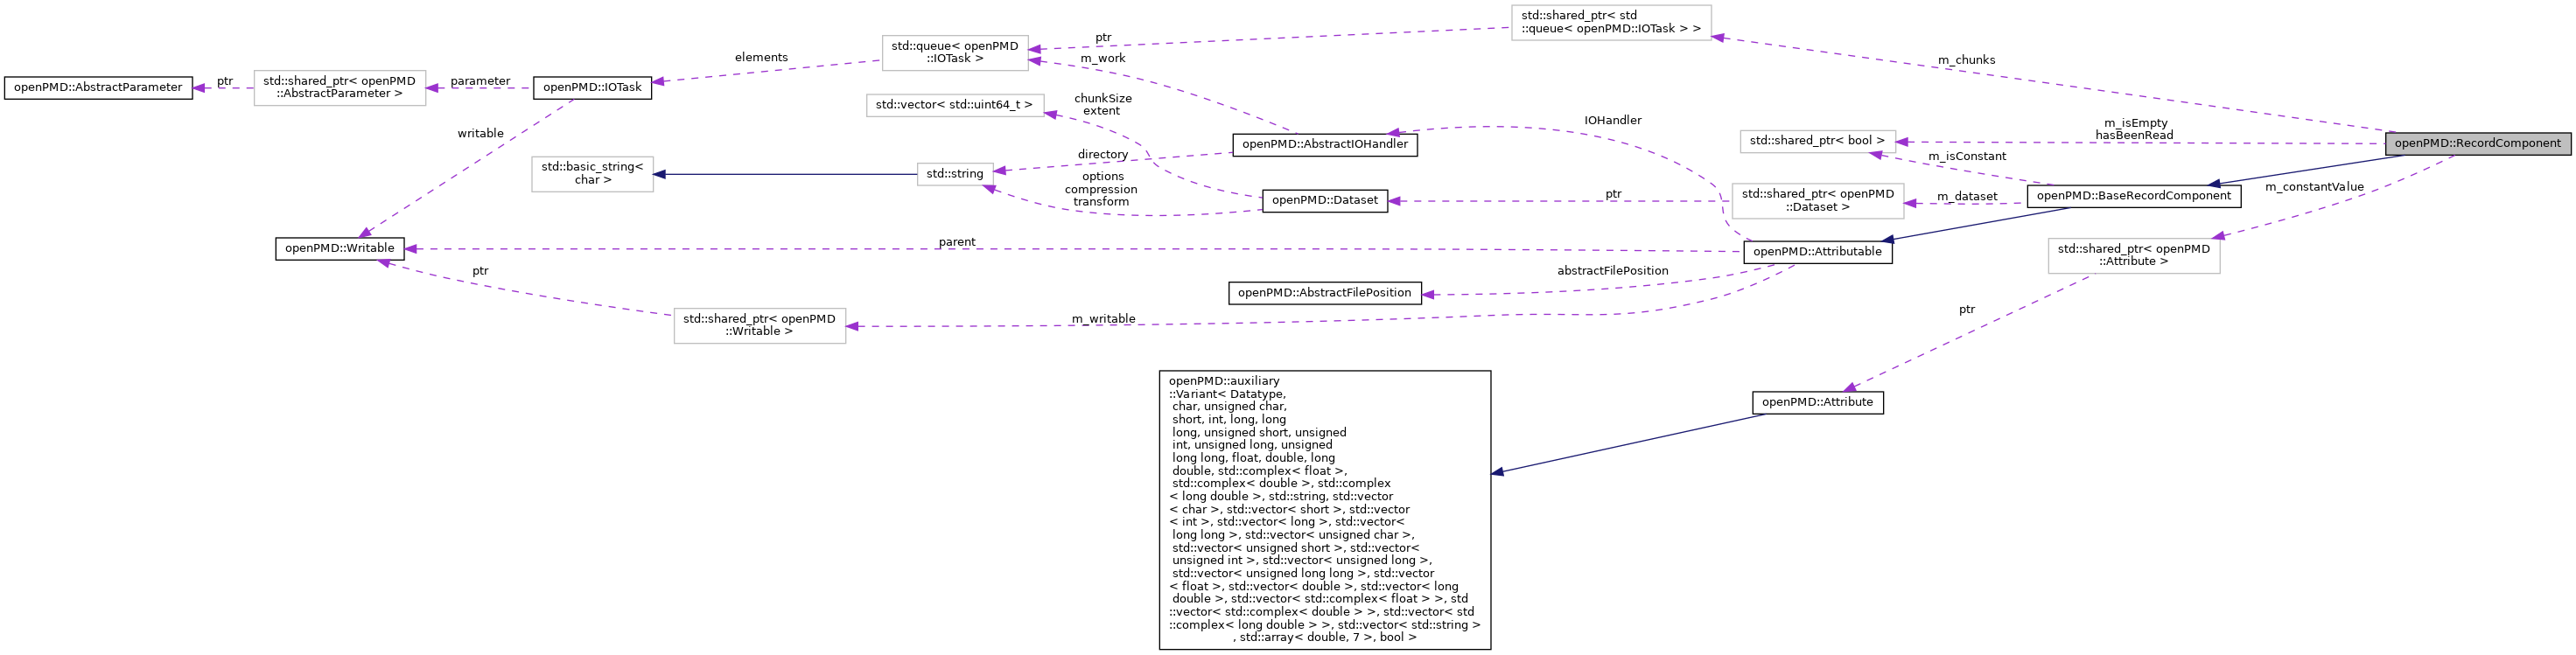 std::shared_ptr< std
::queue< openPMD::IOTask > >
ptr
std::queue< openPMD
::IOTask >
elements
m_work
m_chunks
openPMD::AbstractParameter
ptr
std::shared_ptr< openPMD
::AbstractParameter >
parameter
openPMD::IOTask
std::vector< std::uint64_t >
chunkSize
extent
IOHandler
writable
openPMD::AbstractIOHandler
std::shared_ptr< bool >
m_isEmpty
hasBeenRead
openPMD::RecordComponent
directory
m_isConstant
std::basic_string<
char >
std::string
options
compression
transform
openPMD::Dataset
ptr
std::shared_ptr< openPMD
::Dataset >
m_dataset
openPMD::BaseRecordComponent
m_constantValue
openPMD::Writable
parent
openPMD::Attributable
std::shared_ptr< openPMD
::Attribute >
ptr
abstractFilePosition
openPMD::AbstractFilePosition
std::shared_ptr< openPMD
::Writable >
m_writable
ptr
openPMD::Attribute
openPMD::auxiliary
::Variant< Datatype,
char, unsigned char,
short, int, long, long
long, unsigned short, unsigned
int, unsigned long, unsigned
long long, float, double, long
double, std::complex< float >,
std::complex< double >, std::complex
< long double >, std::string, std::vector
< char >, std::vector< short >, std::vector
< int >, std::vector< long >, std::vector<
long long >, std::vector< unsigned char >,
std::vector< unsigned short >, std::vector<
unsigned int >, std::vector< unsigned long >,
std::vector< unsigned long long >, std::vector
< float >, std::vector< double >, std::vector< long
double >, std::vector< std::complex< float > >, std
::vector< std::complex< double > >, std::vector< std
::complex< long double > >, std::vector< std::string >
, std::array< double, 7 >, bool >